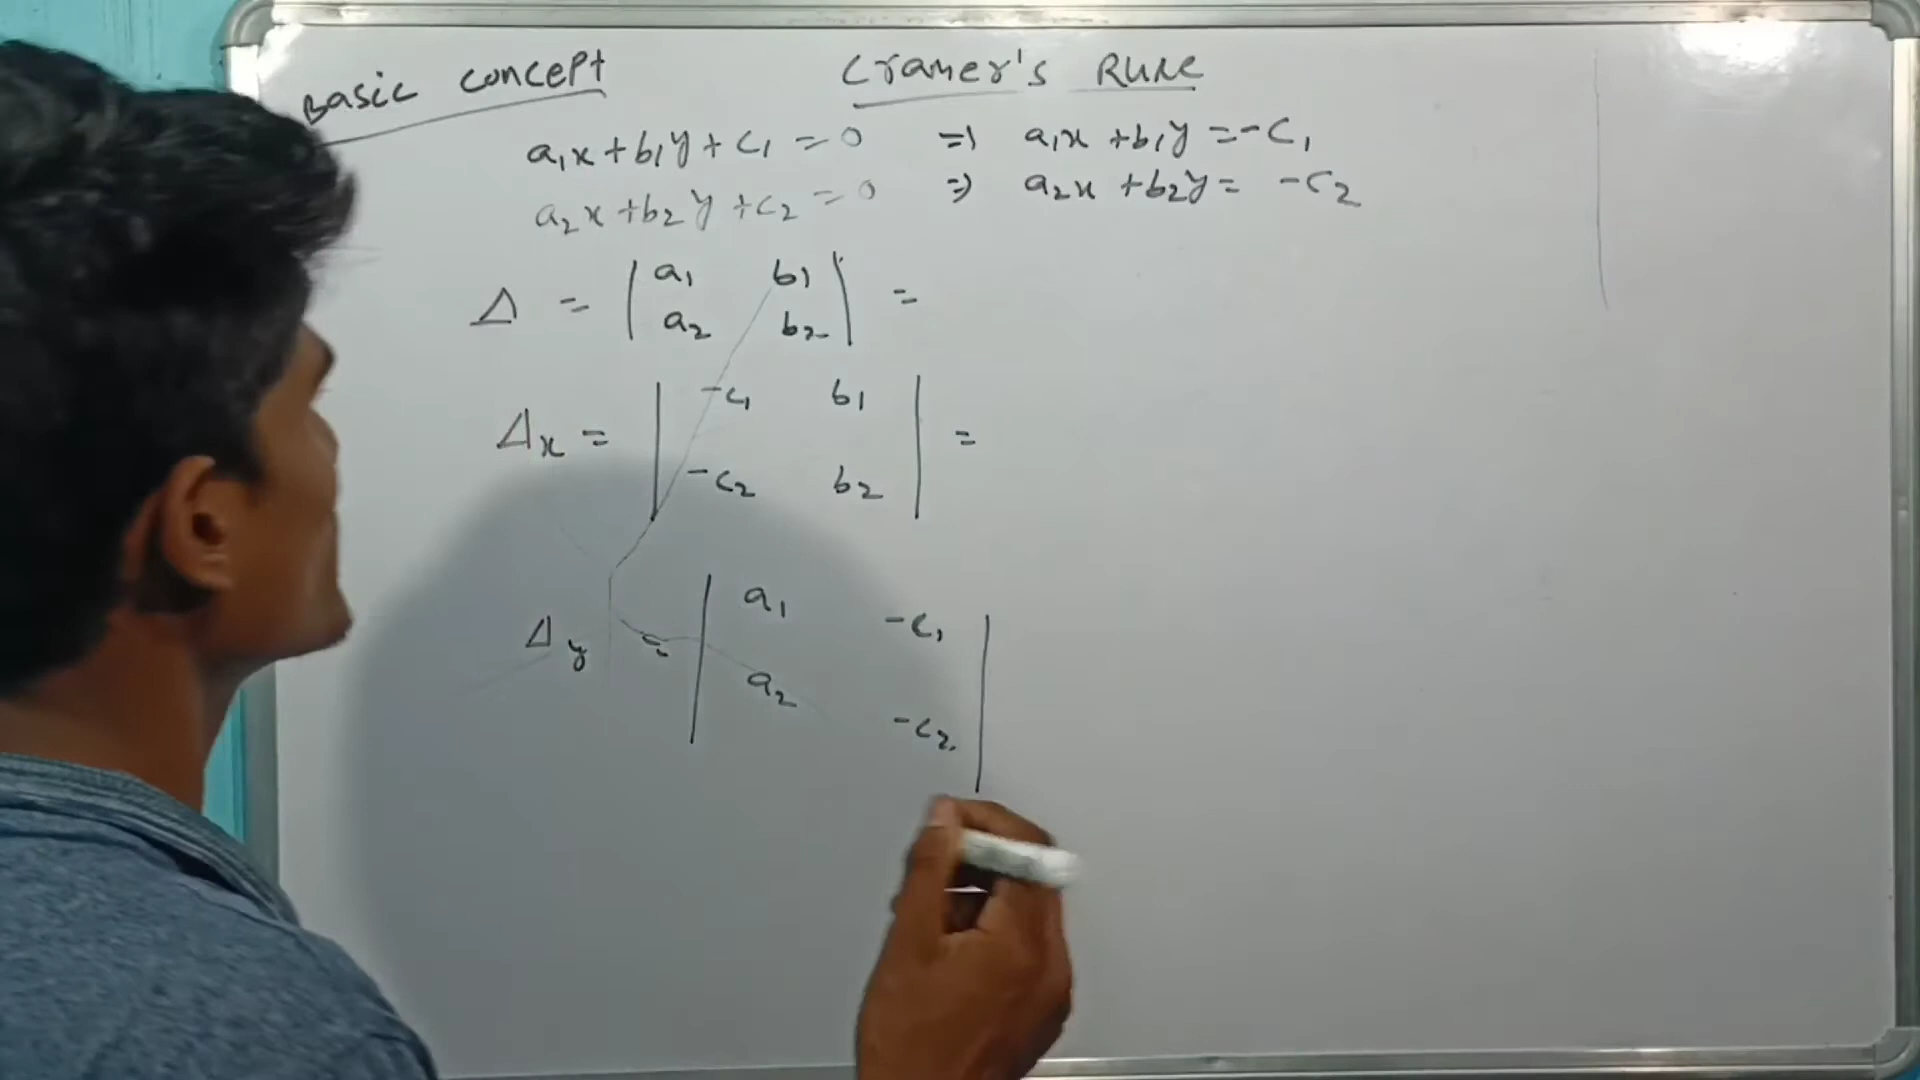 Basic concept
Cramer's Rule
a₁x + b₁y + c₁ = 0 ⇒ a₁x + b₁y = -c₁
a₂x + b₂y + c₂ = 0 ⇒ a₂x + b₂y = -c₂
Δ = | a₁ b₁ | =
| a₂ b₂ |
Δx = | -c₁ b₁ | =
| -c₂ b₂ |
Δy = | a₁ -c₁ |
| a₂ -c₂ |